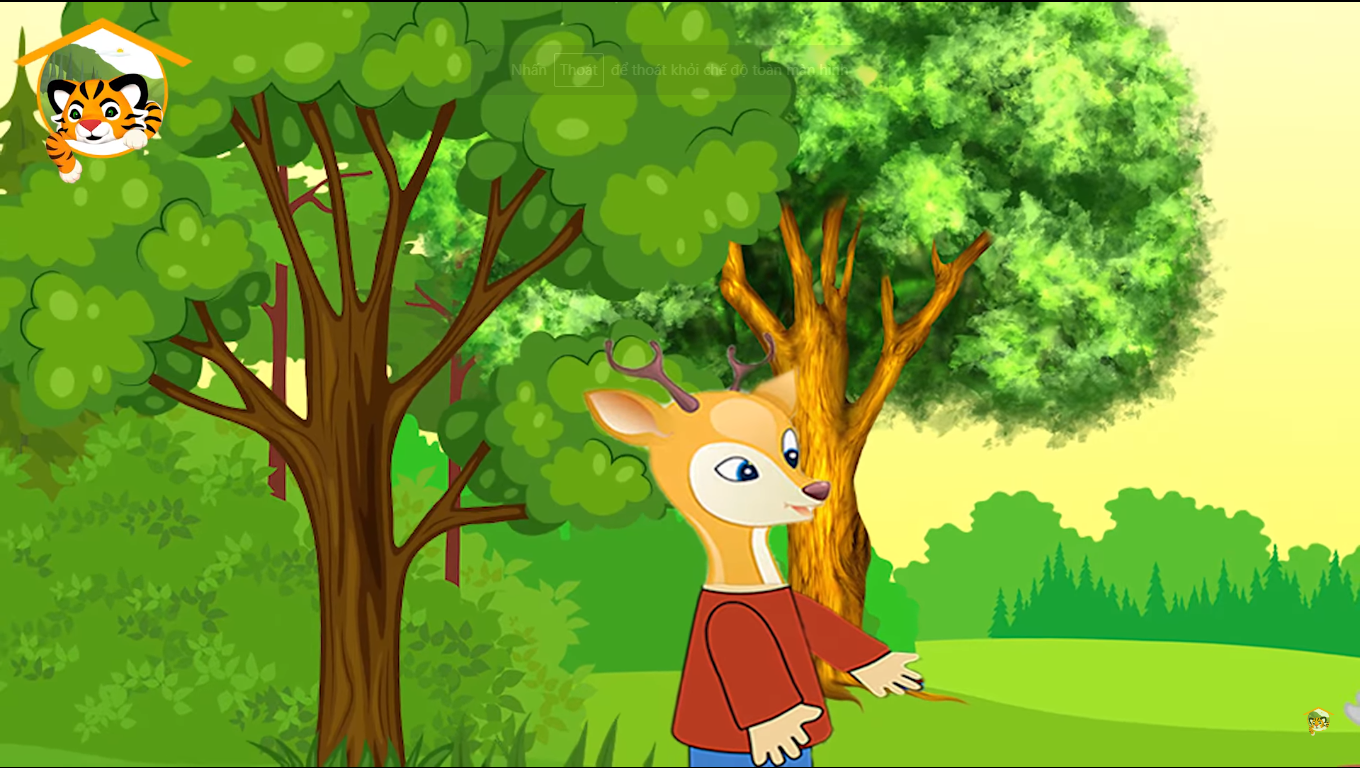 Nhấn Thoát để thoát khỏi chế độ toàn màn hình